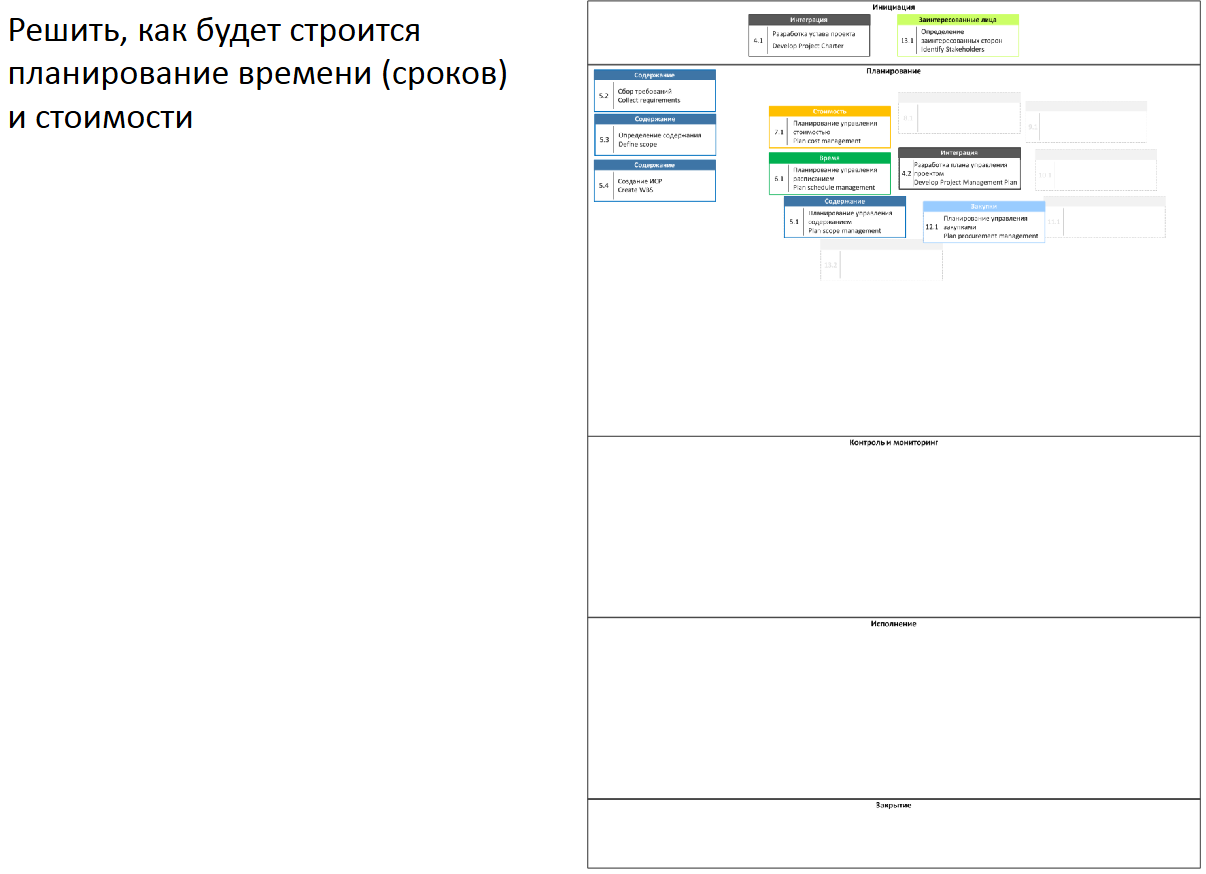 Решить, как будет строится
планирование времени (сроков)
и стоимости
Инициация
Интеграция
4.1
Разработка устава проекта
Develop Project Charter
Заинтересованные лица
13.1
Определение
заинтересованных сторон
Identify Stakeholders
Планирование
Содержание
5.2
Сбор требований
Collect requirements
Содержание
5.3
Определение содержания
Define scope
Содержание
5.4
Создание ИСР
Create WBS
Стоимость
7.1
Планирование управления
стоимостью
Plan cost management
Время
6.1
Планирование управления
расписанием
Plan schedule management
Интеграция
4.2
Разработка плана управления
проектом
Develop Project Management Plan
Содержание
5.1
Планирование управления
содержанием
Plan scope management
Закупки
12.1
Планирование управления
закупками
Plan procurement management
Контроль и мониторинг
Исполнение
Закрытие